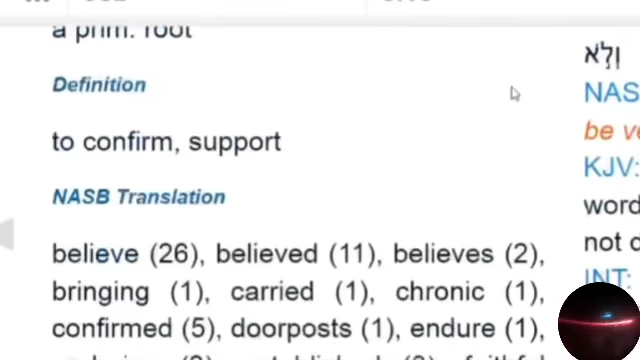 a prim. root
Definition
to confirm, support
NASB Translation
believe (26), believed (11), believes (2),
bringing (1), carried (1), chronic (1),
confirmed (5), doorposts (1), endure (1),
וְלֹא
NAS
be ve
KJV:
word
not d
INT: